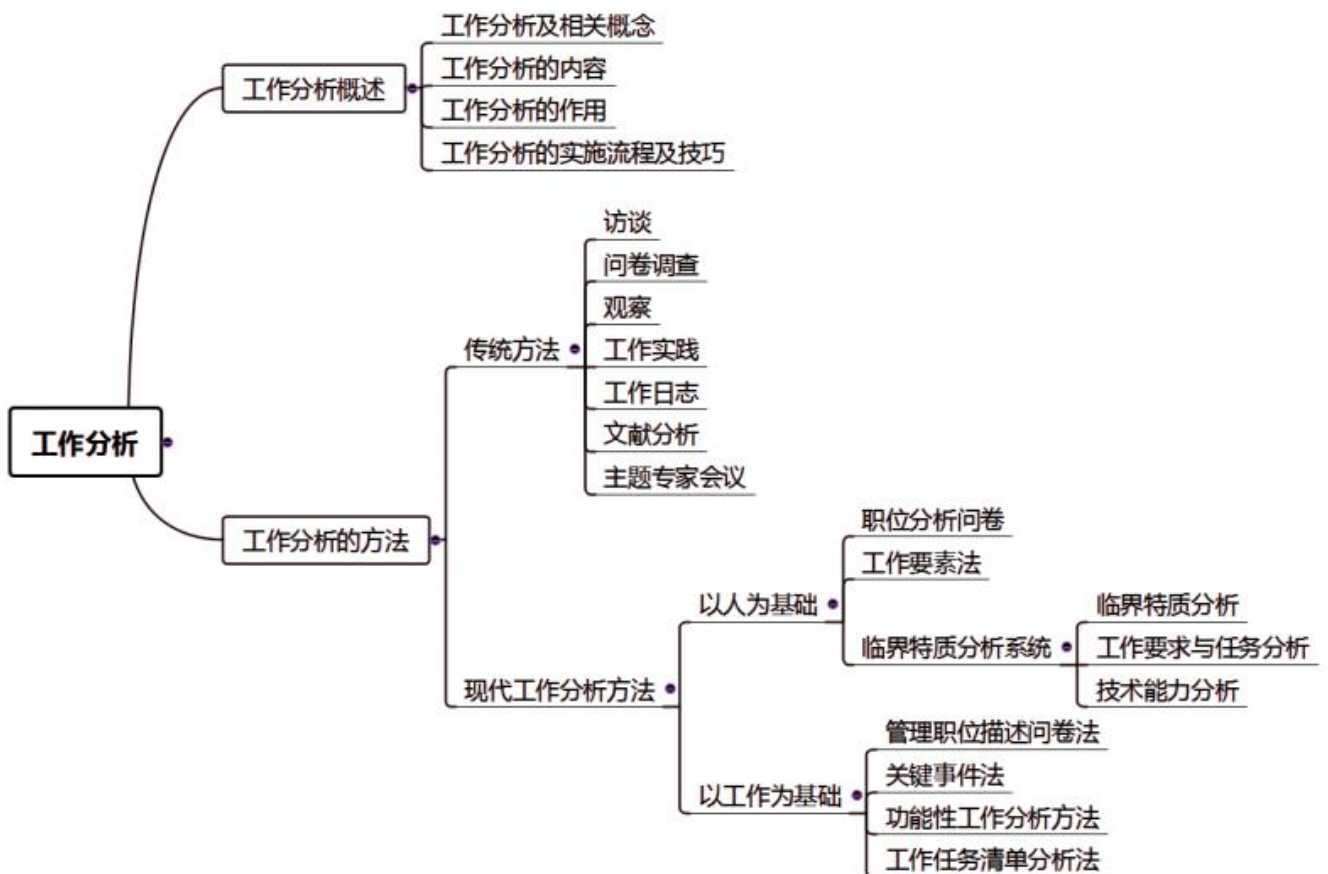 工作分析
工作分析概述
工作分析及相关概念
工作分析的内容
工作分析的作用
工作分析的实施流程及技巧
工作分析的方法
传统方法
访谈
问卷调查
观察
工作实践
工作日志
文献分析
主题专家会议
现代工作分析方法
以人为基础
职位分析问卷
工作要素法
临界特质分析系统
临界特质分析
工作要求与任务分析
技术能力分析
以工作为基础
管理职位描述问卷法
关键事件法
功能性工作分析方法
工作任务清单分析法